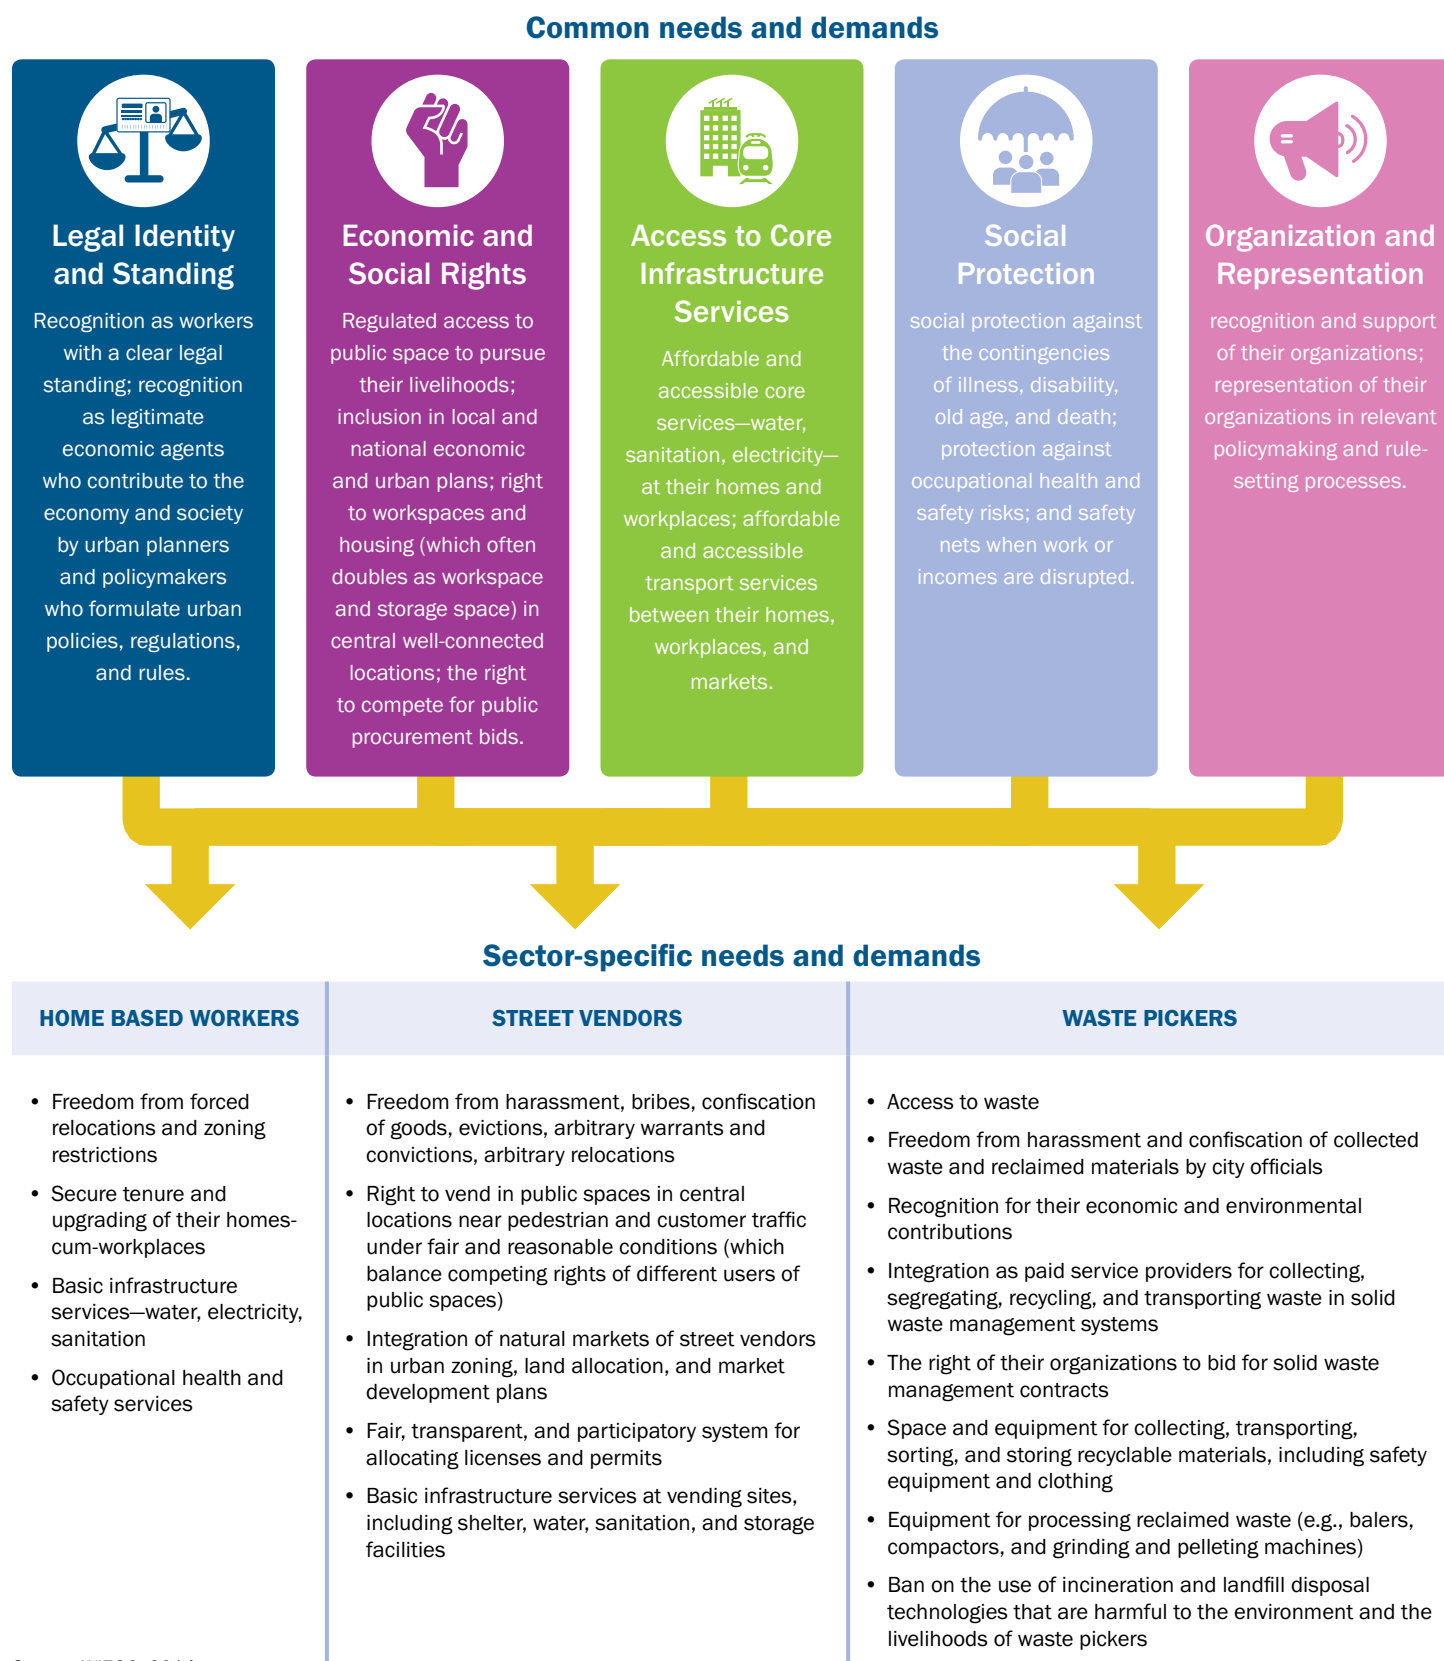 Common needs and demands
Legal Identity
and Standing
Recognition as workers
with a clear legal
standing; recognition
as legitimate
economic agents
who contribute to the
economy and society
by urban planners
and policymakers
who formulate urban
policies, regulations,
and rules.
Economic and
Social Rights
Regulated access to
public space to pursue
their livelihoods;
inclusion in local and
national economic
and urban plans; right
to workspaces and
housing (which often
doubles as workspace
and storage space) in
central well-connected
locations; the right
to compete for public
procurement bids.
Access to Core
Infrastructure
Services
Affordable and
accessible core
services—water,
sanitation, electricity—
at their homes and
workplaces; affordable
and accessible
transport services
between their homes,
workplaces, and
markets.
Social
Protection
social protection against
the contingencies
of illness, disability,
old age, and death;
protection against
occupational health and
safety risks; and safety
nets when work or
incomes are disrupted.
Organization and
Representation
recognition and support
of their organizations;
representation of their
organizations in relevant
policymaking and rule-
setting processes.
Sector-specific needs and demands
HOME BASED WORKERS
• Freedom from forced
relocations and zoning
restrictions
• Secure tenure and
upgrading of their homes-
cum-workplaces
• Basic infrastructure
services—water, electricity,
sanitation
• Occupational health and
safety services
STREET VENDORS
• Freedom from harassment, bribes, confiscation
of goods, evictions, arbitrary warrants and
convictions, arbitrary relocations
• Right to vend in public spaces in central
locations near pedestrian and customer traffic
under fair and reasonable conditions (which
balance competing rights of different users of
public spaces)
• Integration of natural markets of street vendors
in urban zoning, land allocation, and market
development plans
• Fair, transparent, and participatory system for
allocating licenses and permits
• Basic infrastructure services at vending sites,
including shelter, water, sanitation, and storage
facilities
WASTE PICKERS
• Access to waste
• Freedom from harassment and confiscation of collected
waste and reclaimed materials by city officials
• Recognition for their economic and environmental
contributions
• Integration as paid service providers for collecting,
segregating, recycling, and transporting waste in solid
waste management systems
• The right of their organizations to bid for solid waste
management contracts
• Space and equipment for collecting, transporting,
sorting, and storing recyclable materials, including safety
equipment and clothing
• Equipment for processing reclaimed waste (e.g., balers,
compactors, and grinding and pelleting machines)
• Ban on the use of incineration and landfill disposal
technologies that are harmful to the environment and the
livelihoods of waste pickers